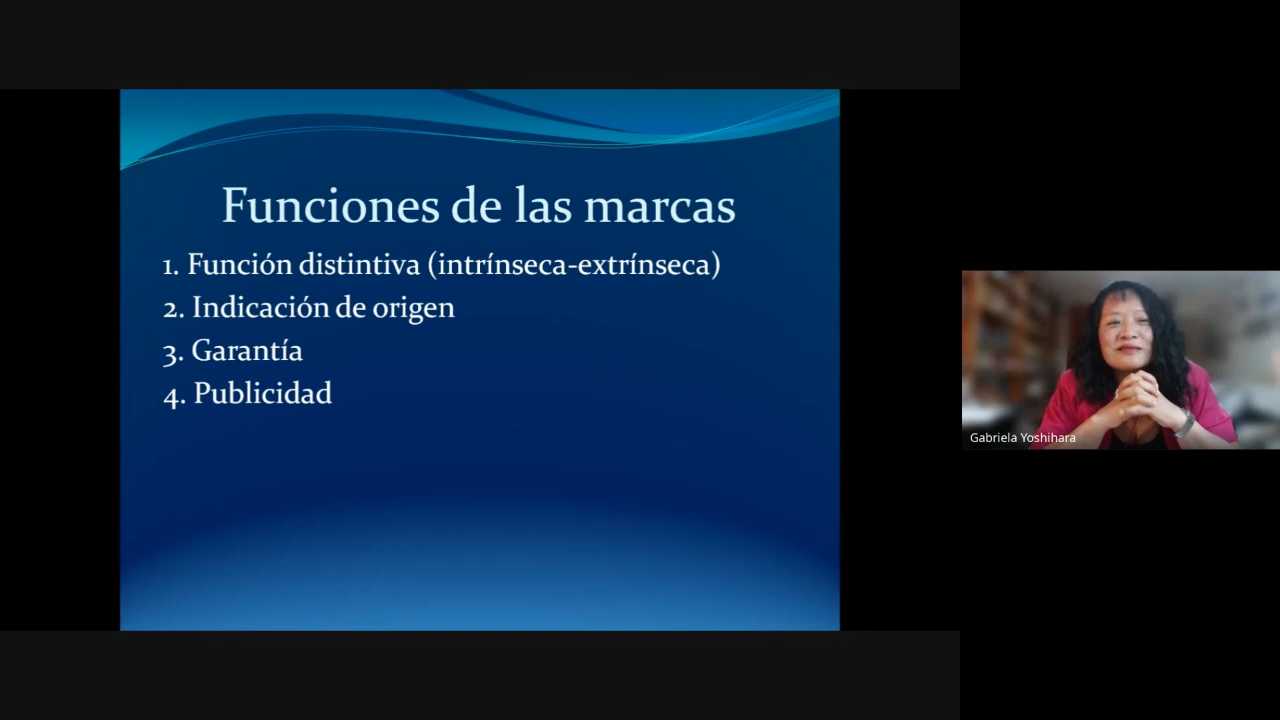 Funciones de las marcas
1. Función distintiva (intrínseca-extrínseca)
2. Indicación de origen
3. Garantía
4. Publicidad
Gabriela Yoshihara